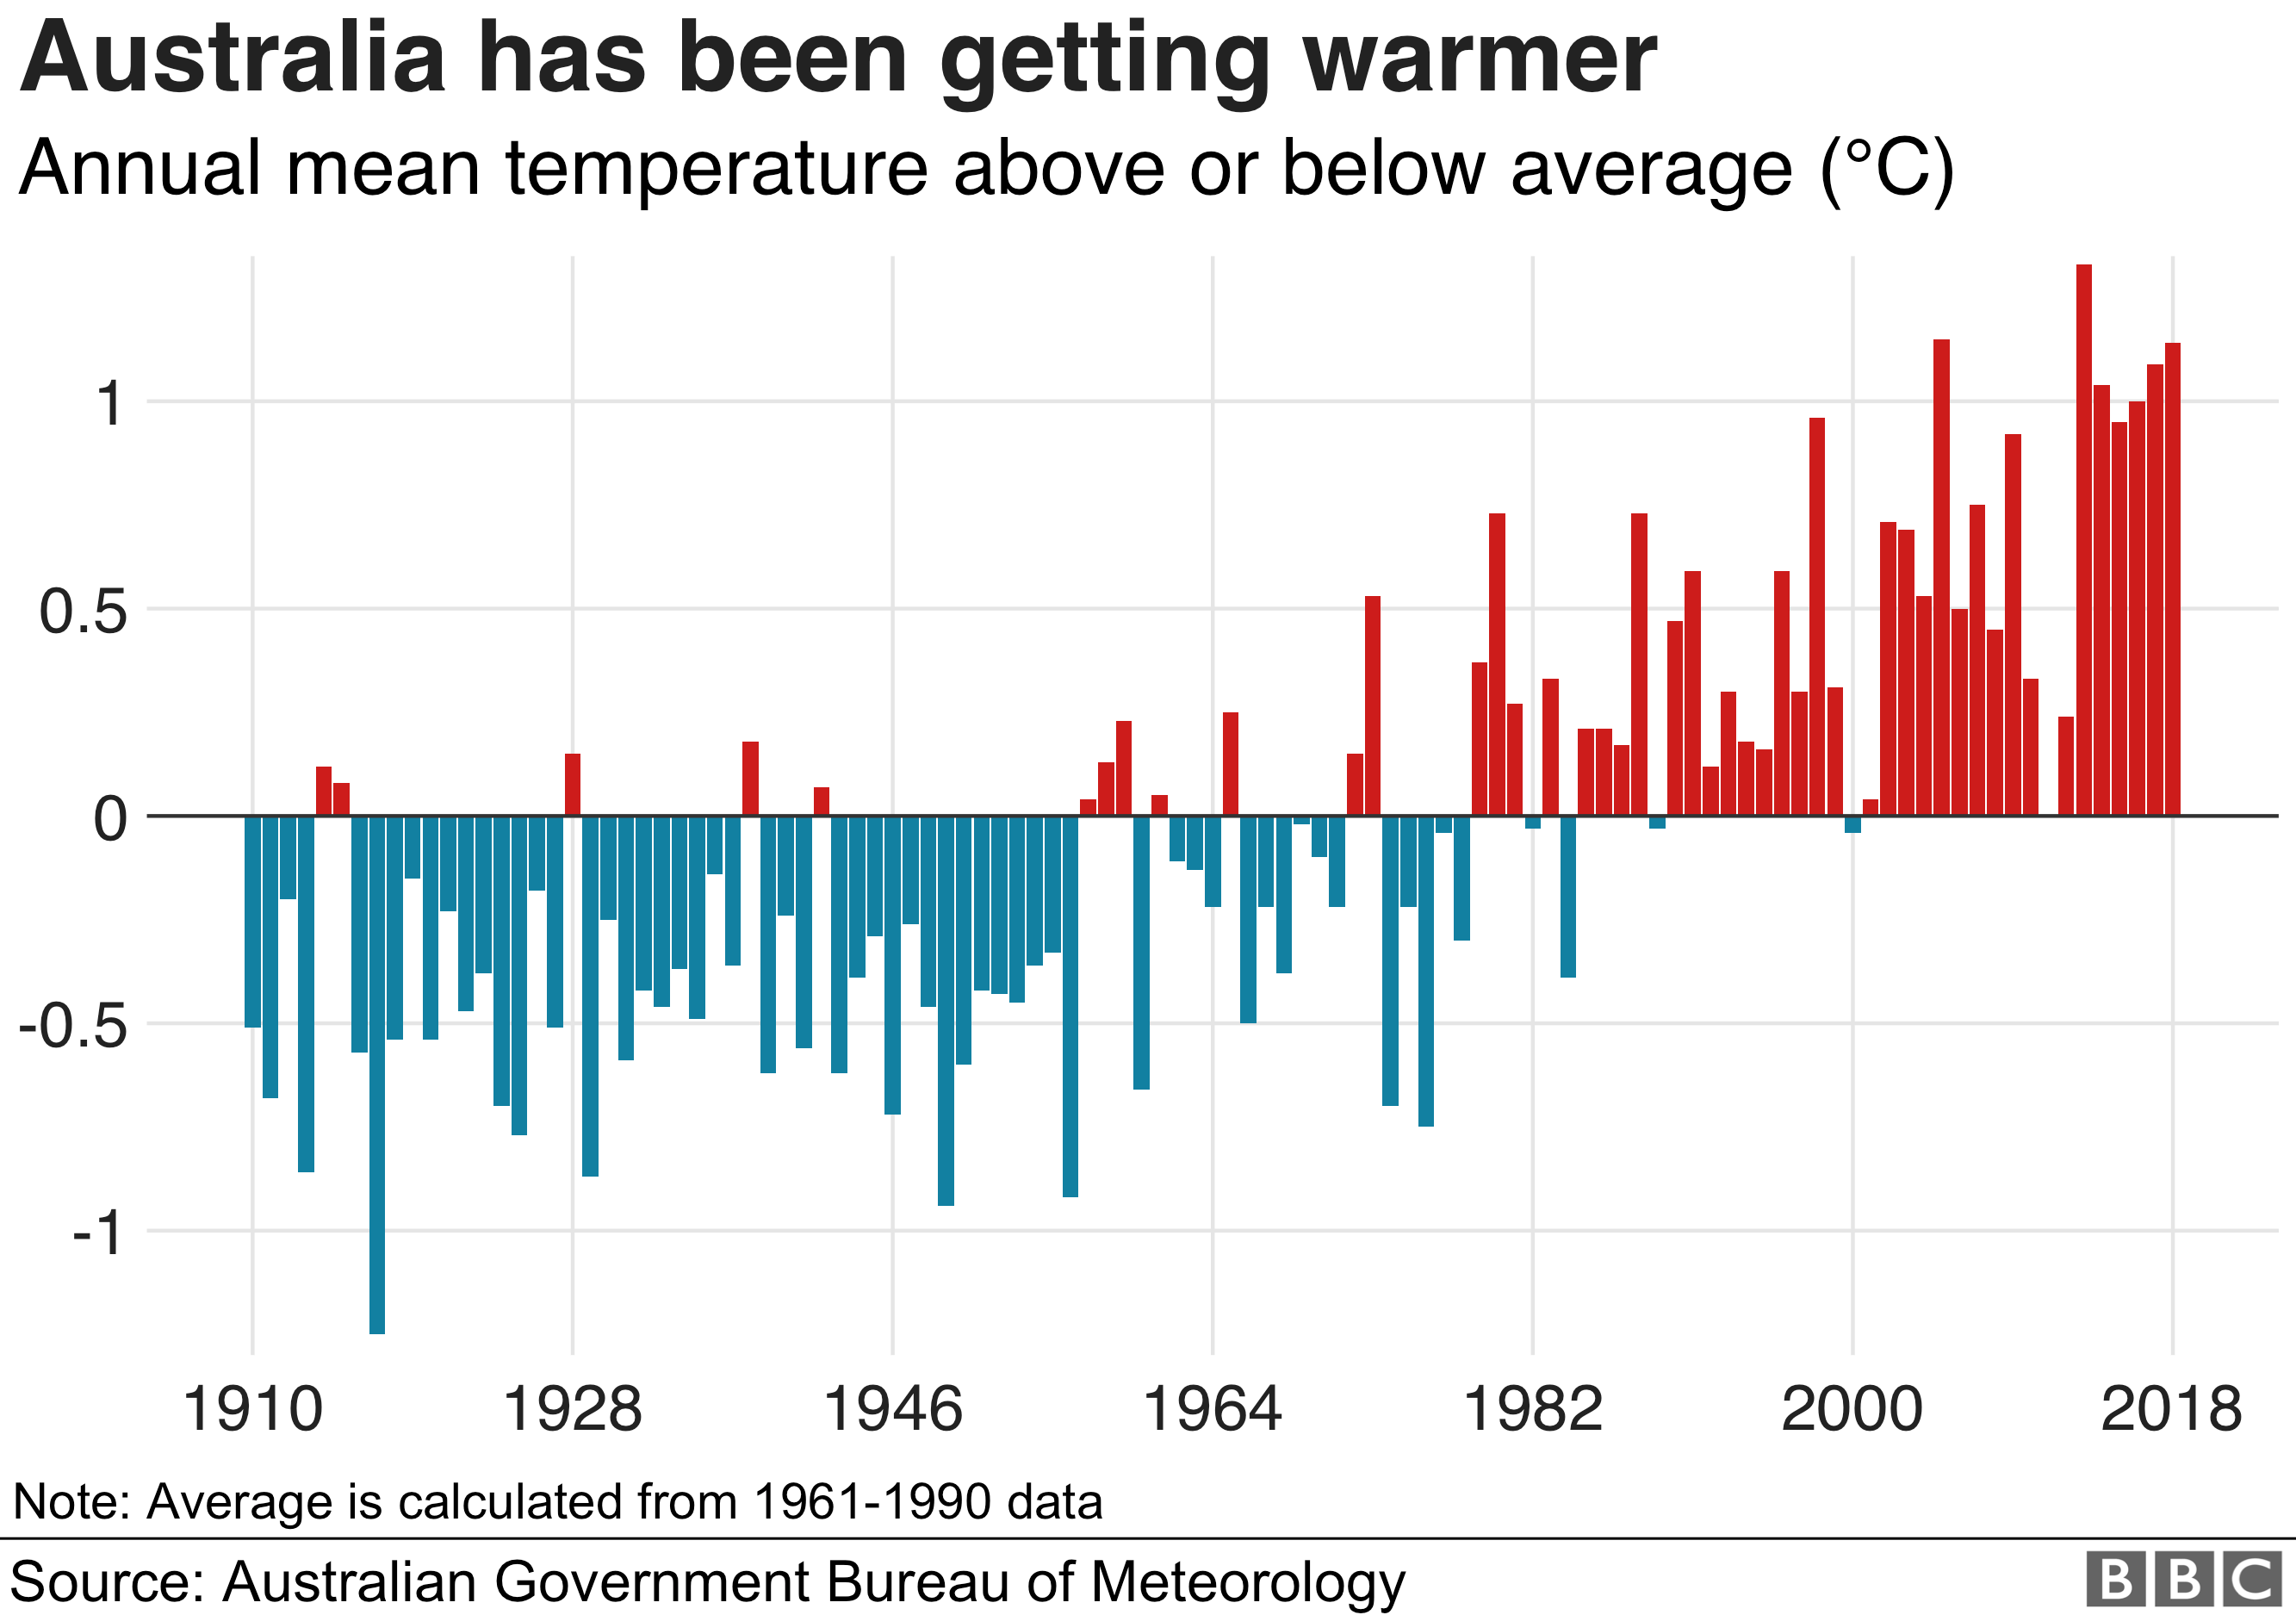 Australia has been getting warmer
Annual mean temperature above or below average (°C)
1
0.5
0
-0.5
-1
1910 1928 1946 1964 1982 2000 2018
Note: Average is calculated from 1961-1990 data
Source: Australian Government Bureau of Meteorology
BBC